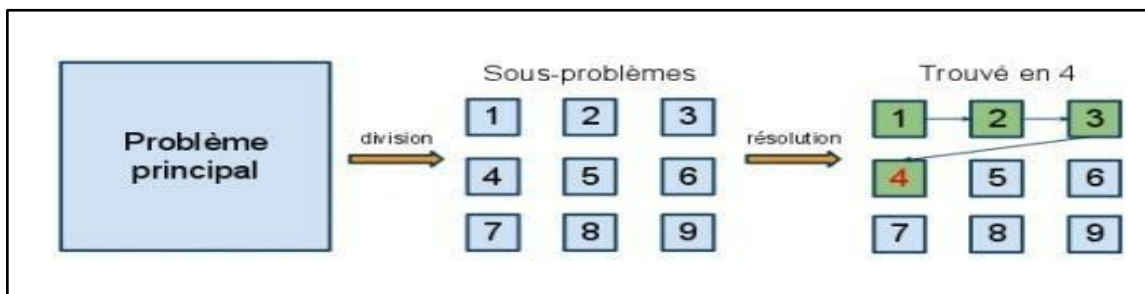 Problème
principal
division
Sous-problèmes
1 2 3
4 5 6
7 8 9
résolution
Trouvé en 4
1 2 3
4 5 6
7 8 9